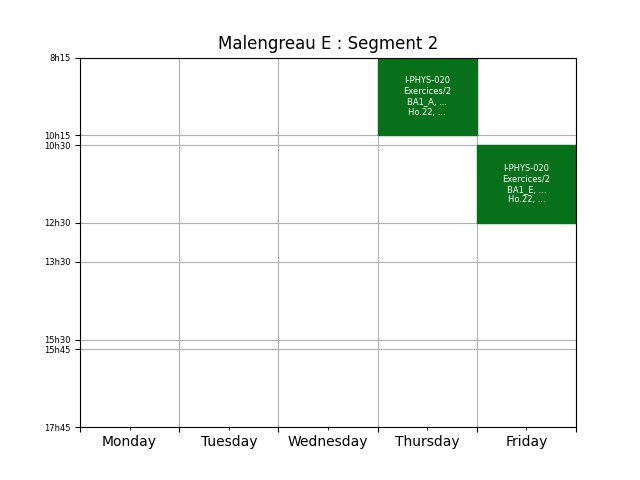 Malengreau E : Segment 2
8h15
I-PHYS-020
Exercices/2
BA1_A, ...
Ho.22, ...
10h15
10h30
I-PHYS-020
Exercices/2
BA1_E, ...
Ho.22, ...
12h30
13h30
15h30
15h45
17h45
Monday Tuesday Wednesday Thursday Friday